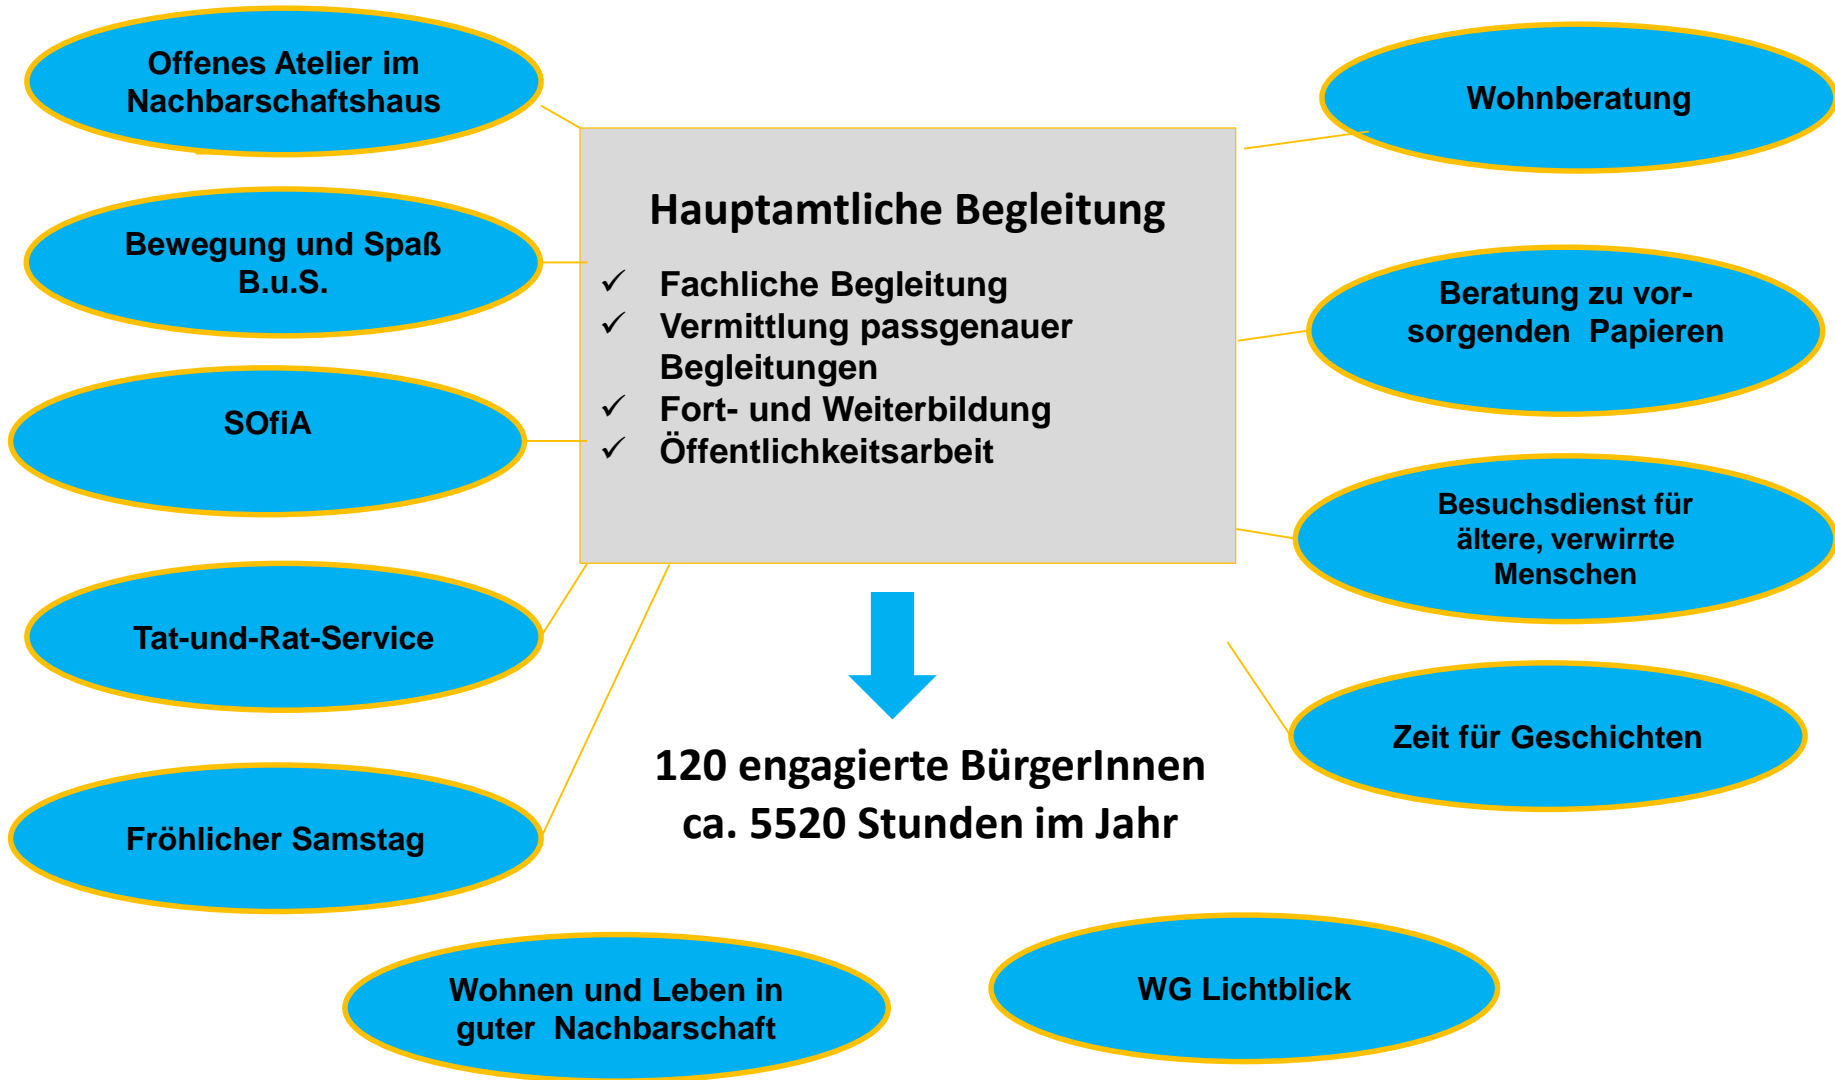 Offenes Atelier im
Nachbarschaftshaus
Wohnberatung
Hauptamtliche Begleitung
Bewegung und Spaß
B.u.S.
✓ Fachliche Begleitung
✓ Vermittlung passgenauer
Begleitungen
✓ Fort- und Weiterbildung
✓ Öffentlichkeitsarbeit
Beratung zu vor-
sorgenden Papieren
SOfiA
Besuchsdienst für
ältere, verwirrte
Menschen
Tat-und-Rat-Service
Zeit für Geschichten
120 engagierte BürgerInnen
ca. 5520 Stunden im Jahr
Fröhlicher Samstag
Wohnen und Leben in
guter Nachbarschaft
WG Lichtblick